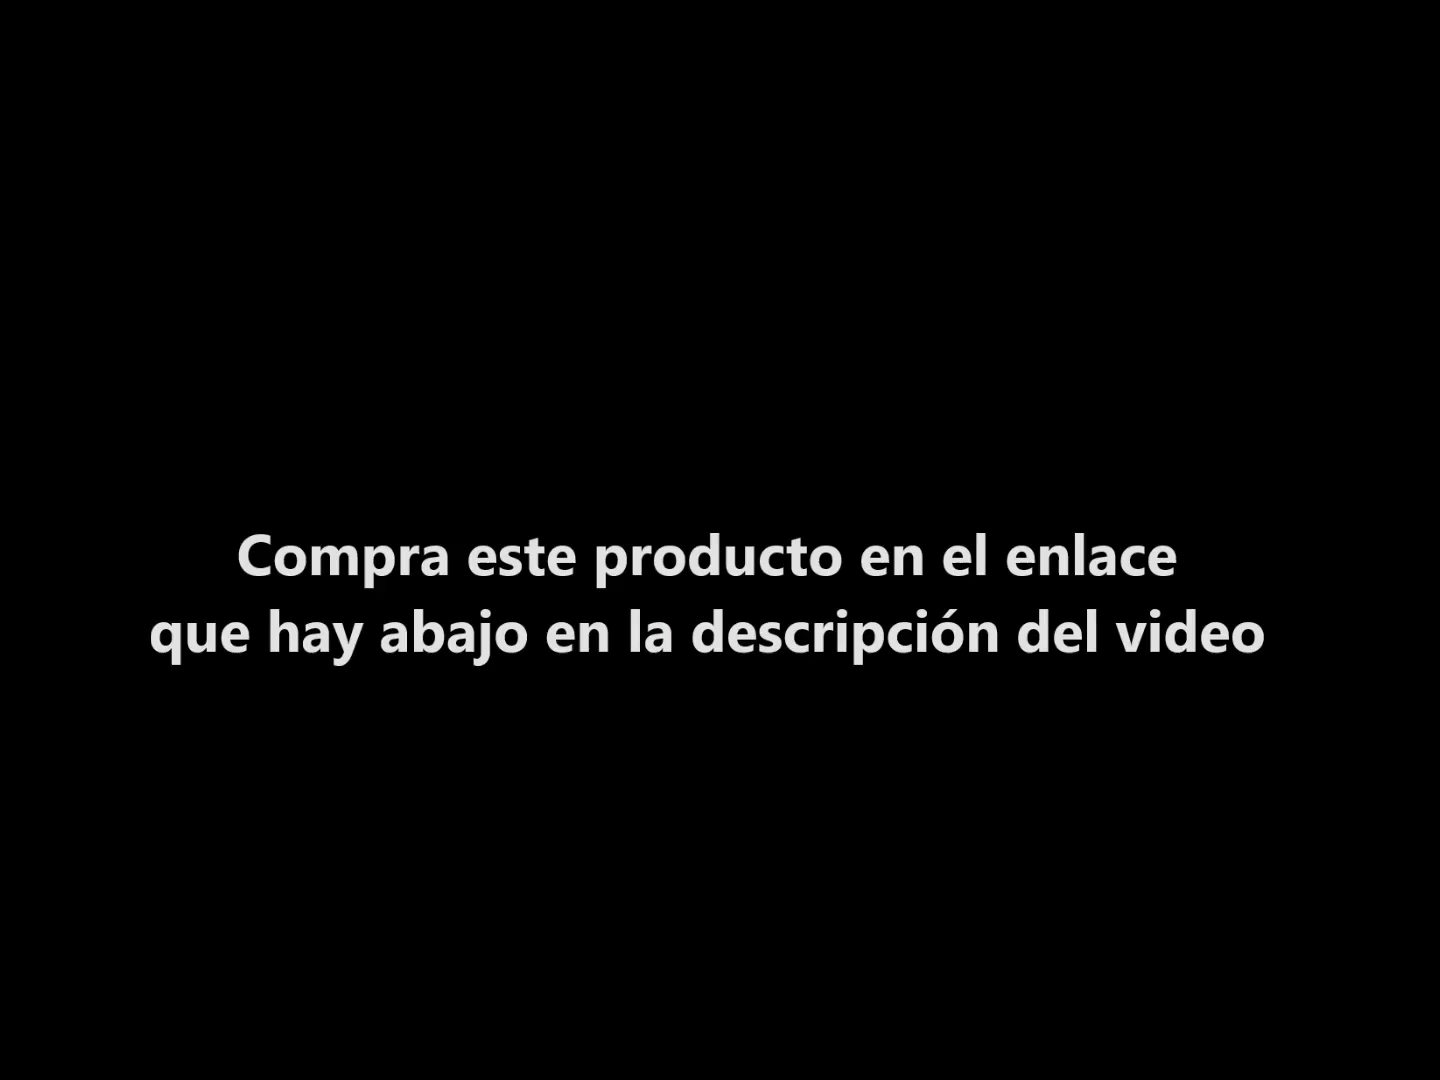 Compra este producto en el enlace
que hay abajo en la descripción del video